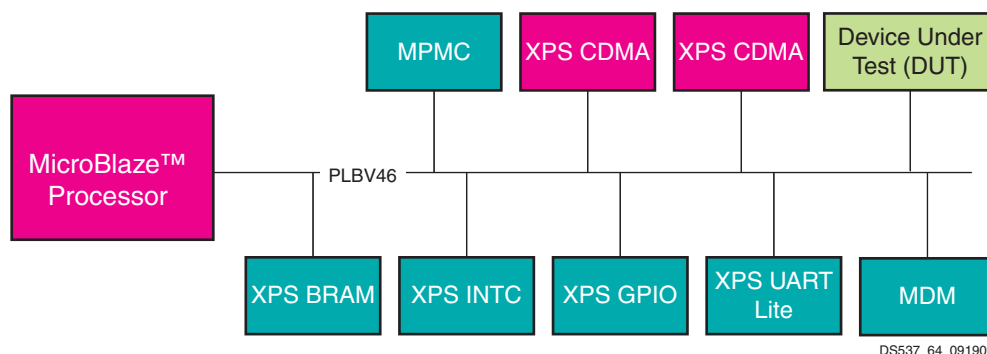 MPMC
XPS CDMA
XPS CDMA
Device Under
Test (DUT)
MicroBlaze™
Processor
PLBV46
XPS BRAM
XPS INTC
XPS GPIO
XPS UART
Lite
MDM
DS537_64_09190